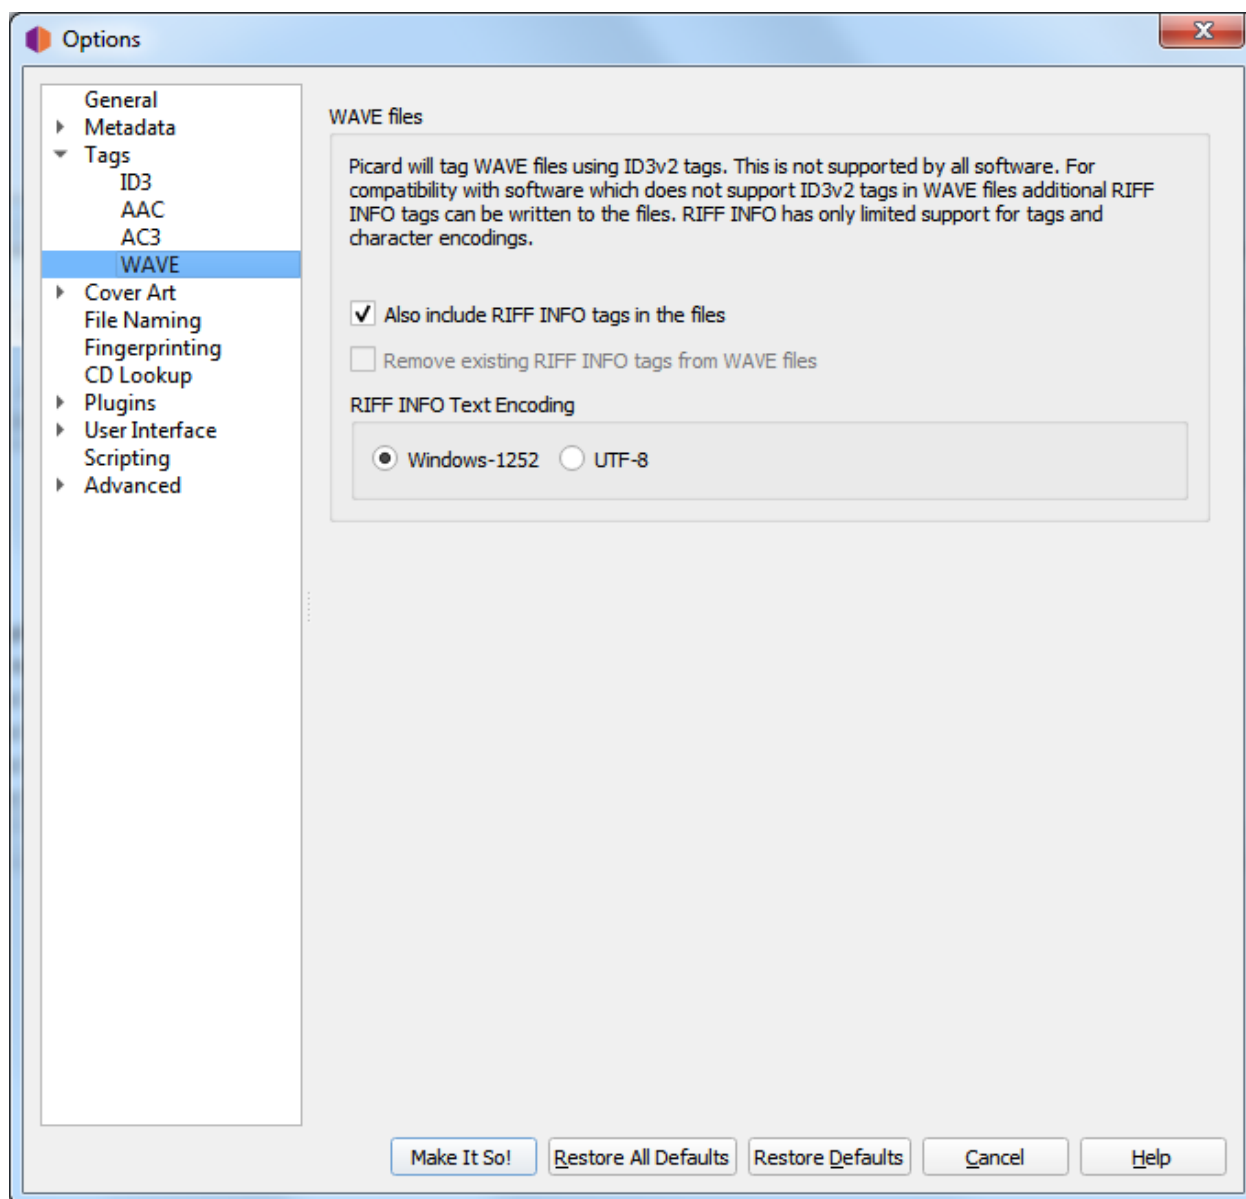 Options
General
Metadata
Tags
ID3
AAC
AC3
WAVE
Cover Art
File Naming
Fingerprinting
CD Lookup
Plugins
User Interface
Scripting
Advanced
WAVE files
Picard will tag WAVE files using ID3v2 tags. This is not supported by all software. For
compatibility with software which does not support ID3v2 tags in WAVE files additional RIFF
INFO tags can be written to the files. RIFF INFO has only limited support for tags and
character encodings.
Also include RIFF INFO tags in the files
Remove existing RIFF INFO tags from WAVE files
RIFF INFO Text Encoding
Windows-1252 UTF-8
Make It So! Restore All Defaults Restore Defaults Cancel Help